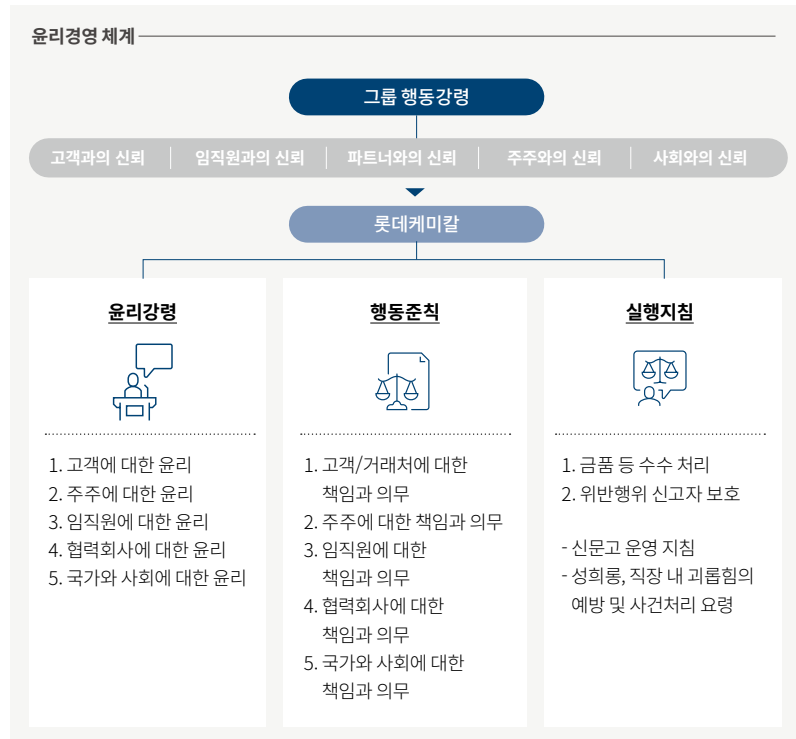 윤리경영 체계
그룹 행동강령
고객과의 신뢰
임직원과의 신뢰
파트너와의 신뢰
주주와의 신뢰
사회와의 신뢰
롯데케미칼
윤리강령
1. 고객에 대한 윤리
2. 주주에 대한 윤리
3. 임직원에 대한 윤리
4. 협력회사에 대한 윤리
5. 국가와 사회에 대한 윤리
행동준칙
1. 고객/거래처에 대한
책임과 의무
2. 주주에 대한 책임과 의무
3. 임직원에 대한
책임과 의무
4. 협력회사에 대한
책임과 의무
5. 국가와 사회에 대한
책임과 의무
실행지침
1. 금품 등 수수 처리
2. 위반행위 신고자 보호
- 신문고 운영 지침
- 성희롱, 직장 내 괴롭힘의
예방 및 사건처리 요령